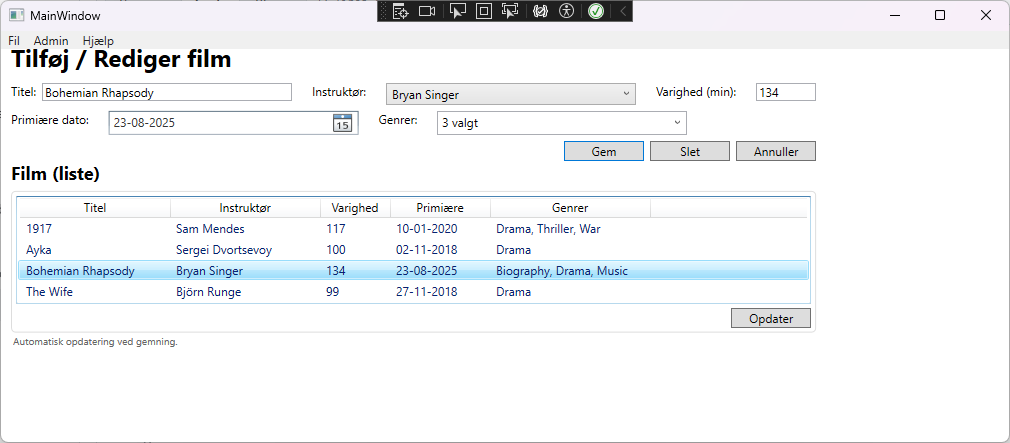 MainWindow
Fil Admin Hjælp
Tilføj / Rediger film
Titel: Bohemian Rhapsody Instruktør: Bryan Singer Varighed (min): 134
Primiære dato: 23-08-2025 15 Genrer: 3 valgt
Gem Slet Annuller
Film (liste)
Titel Instruktør Varighed Primiære Genrer
1917 Sam Mendes 117 10-01-2020 Drama, Thriller, War
Ayka Sergei Dvortsevoy 100 02-11-2018 Drama
Bohemian Rhapsody Bryan Singer 134 23-08-2025 Biography, Drama, Music
The Wife Björn Runge 99 27-11-2018 Drama
Opdater
Automatisk opdatering ved gemning.